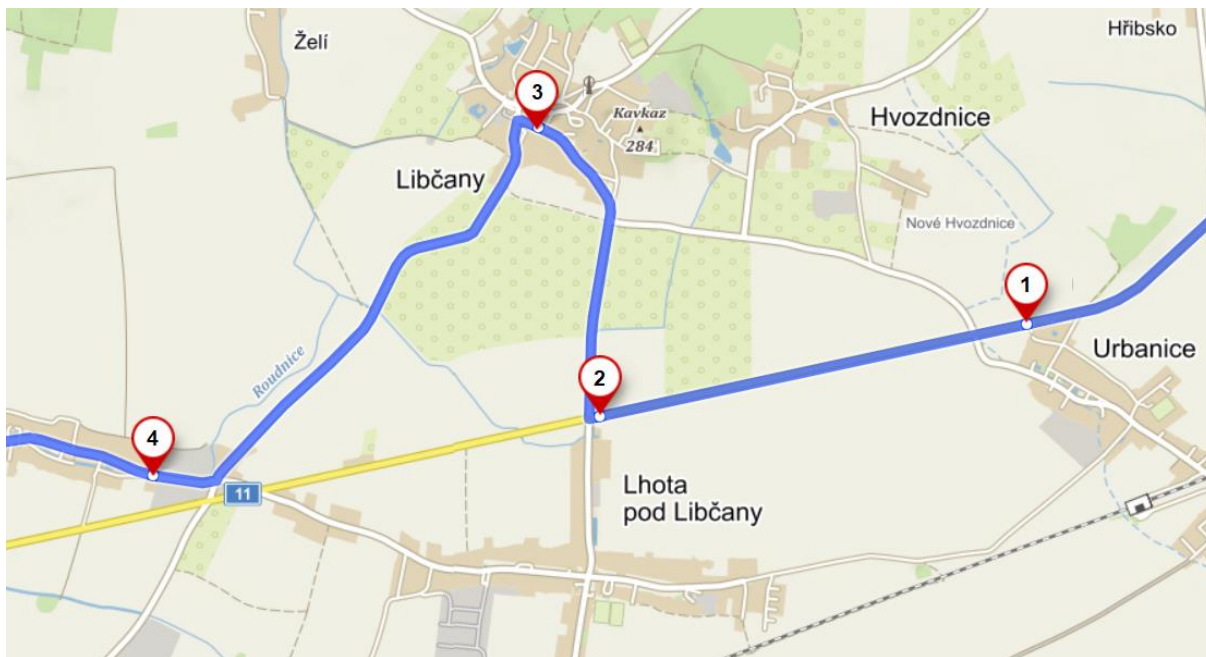 Želí
Hřibsko
3
Kavkaz
284
Hvozdnice
Libčany
Nové Hvozdnice
1
Urbanice
Roudnice
2
4
11
Lhota
pod Libčany